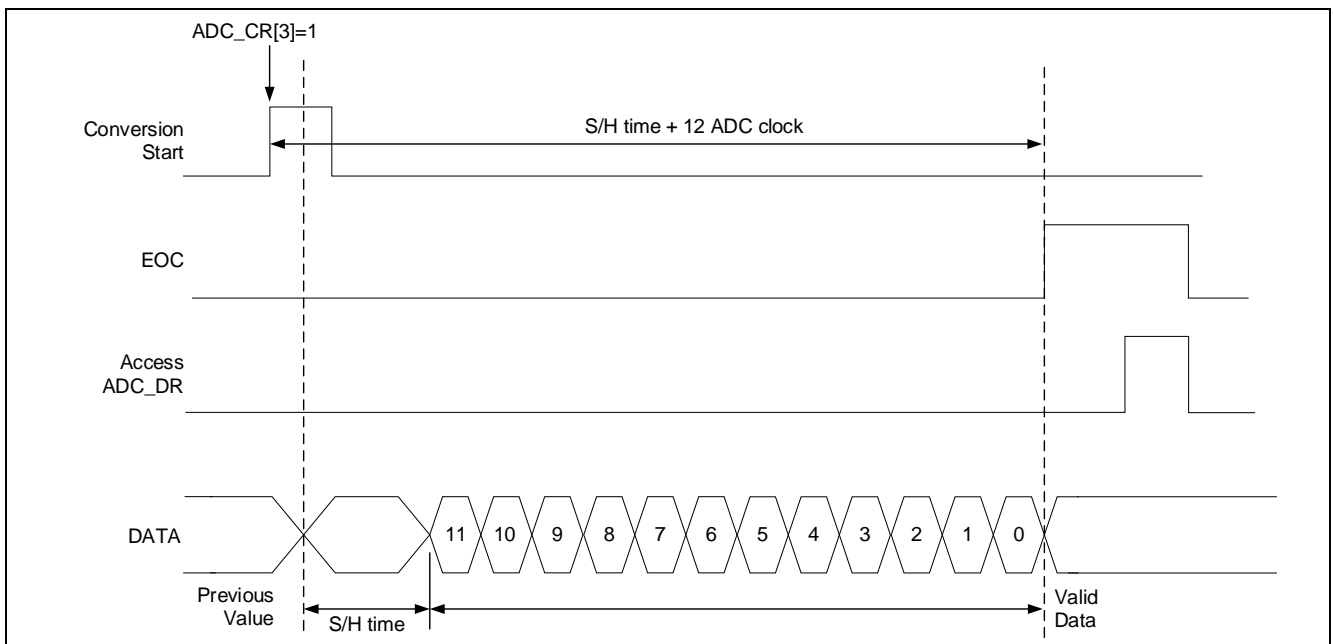 ADC_CR[3]=1
Conversion
Start
S/H time + 12 ADC clock
EOC
Access
ADC_DR
DATA
11 10 9 8 7 6 5 4 3 2 1 0
Previous
Value
S/H time
Valid
Data